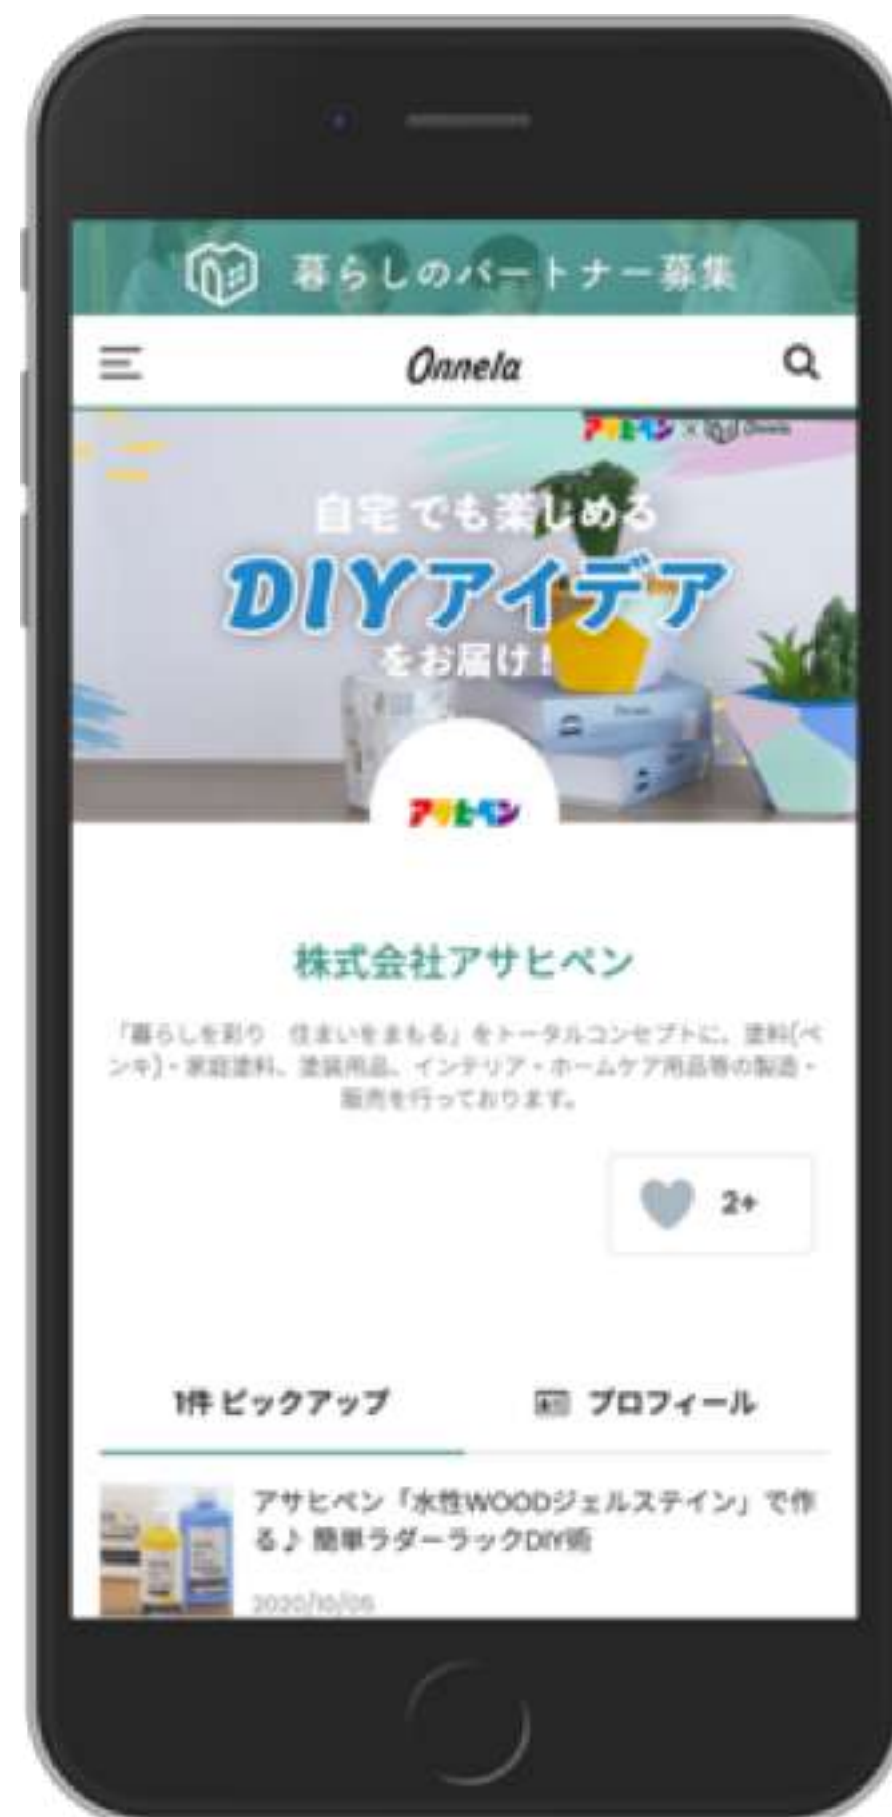 暮らしのパートナー募集
Onnela
アサヒペン × Onnela
自宅でも楽しめる
DIYアイデア
をお届け！
アサヒペン
株式会社アサヒペン
「暮らしを彩り　住まいをまもる」をトータルコンセプトに、塗料(ペ
ンキ)・家庭塗料、塗装用品、インテリア・ホームケア用品等の製造・
販売を行っております。
2+
1件 ピックアップ
プロフィール
アサヒペン「水性WOODジェルステイン」で作
る♪ 簡単ラダーラックDIY術
2020/10/05